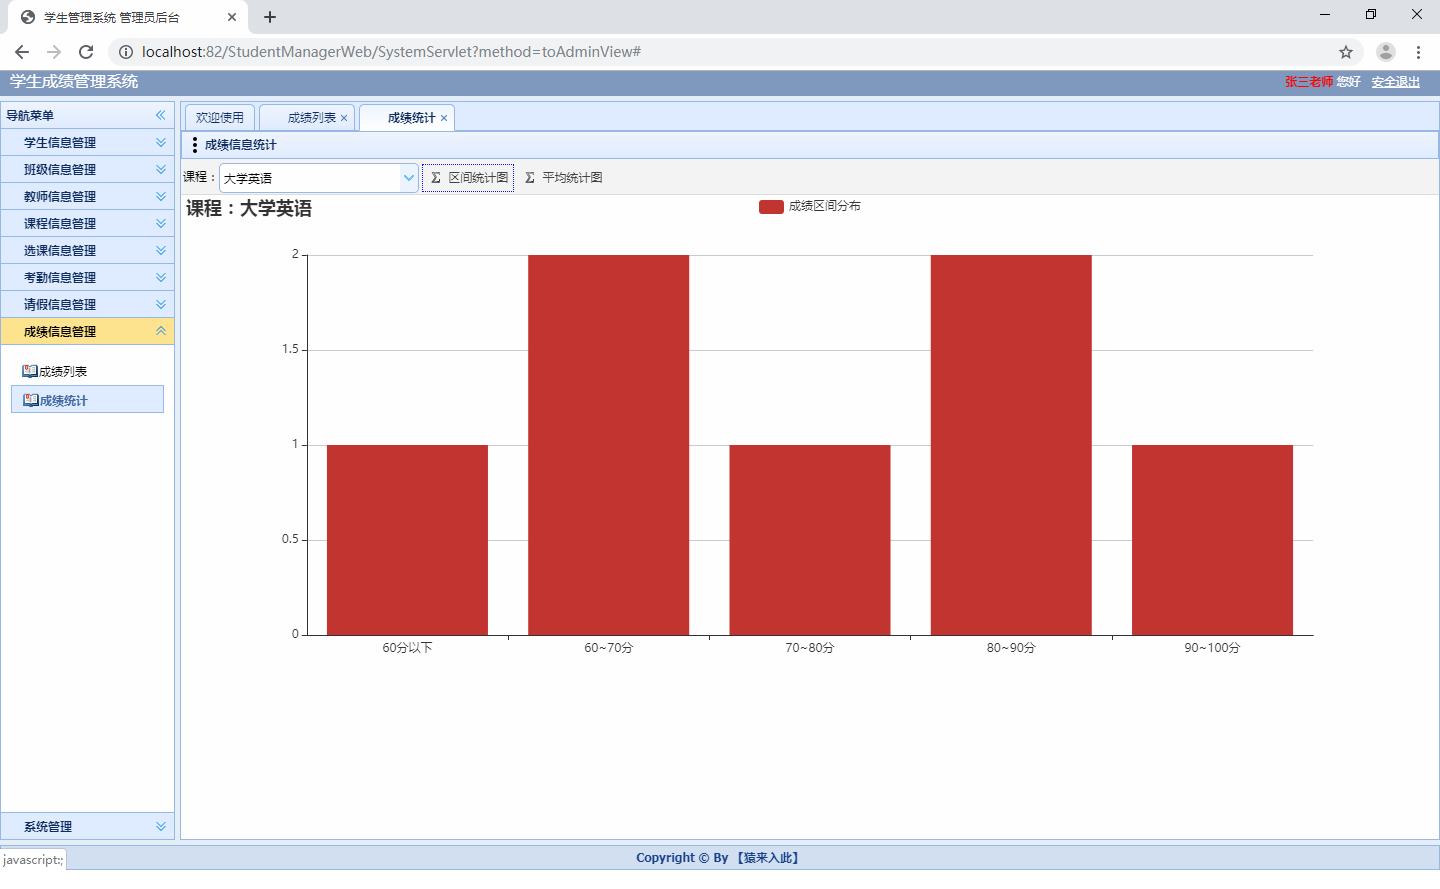 学生管理系统 管理员后台
localhost:82/StudentManagerWeb/SystemServlet?method=toAdminView#
学生成绩管理系统
张三老师 您好 安全退出
导航菜单
学生信息管理
班级信息管理
教师信息管理
课程信息管理
选课信息管理
考勤信息管理
请假信息管理
成绩信息管理
成绩列表
成绩统计
系统管理
欢迎使用 成绩列表 成绩统计
成绩信息统计
课程： 大学英语 Σ 区间统计图 Σ 平均统计图
课程：大学英语
成绩区间分布
2
1.5
1
0.5
0
60分以下 60~70分 70~80分 80~90分 90~100分
javascript:;
Copyright © By 【猿来入此】